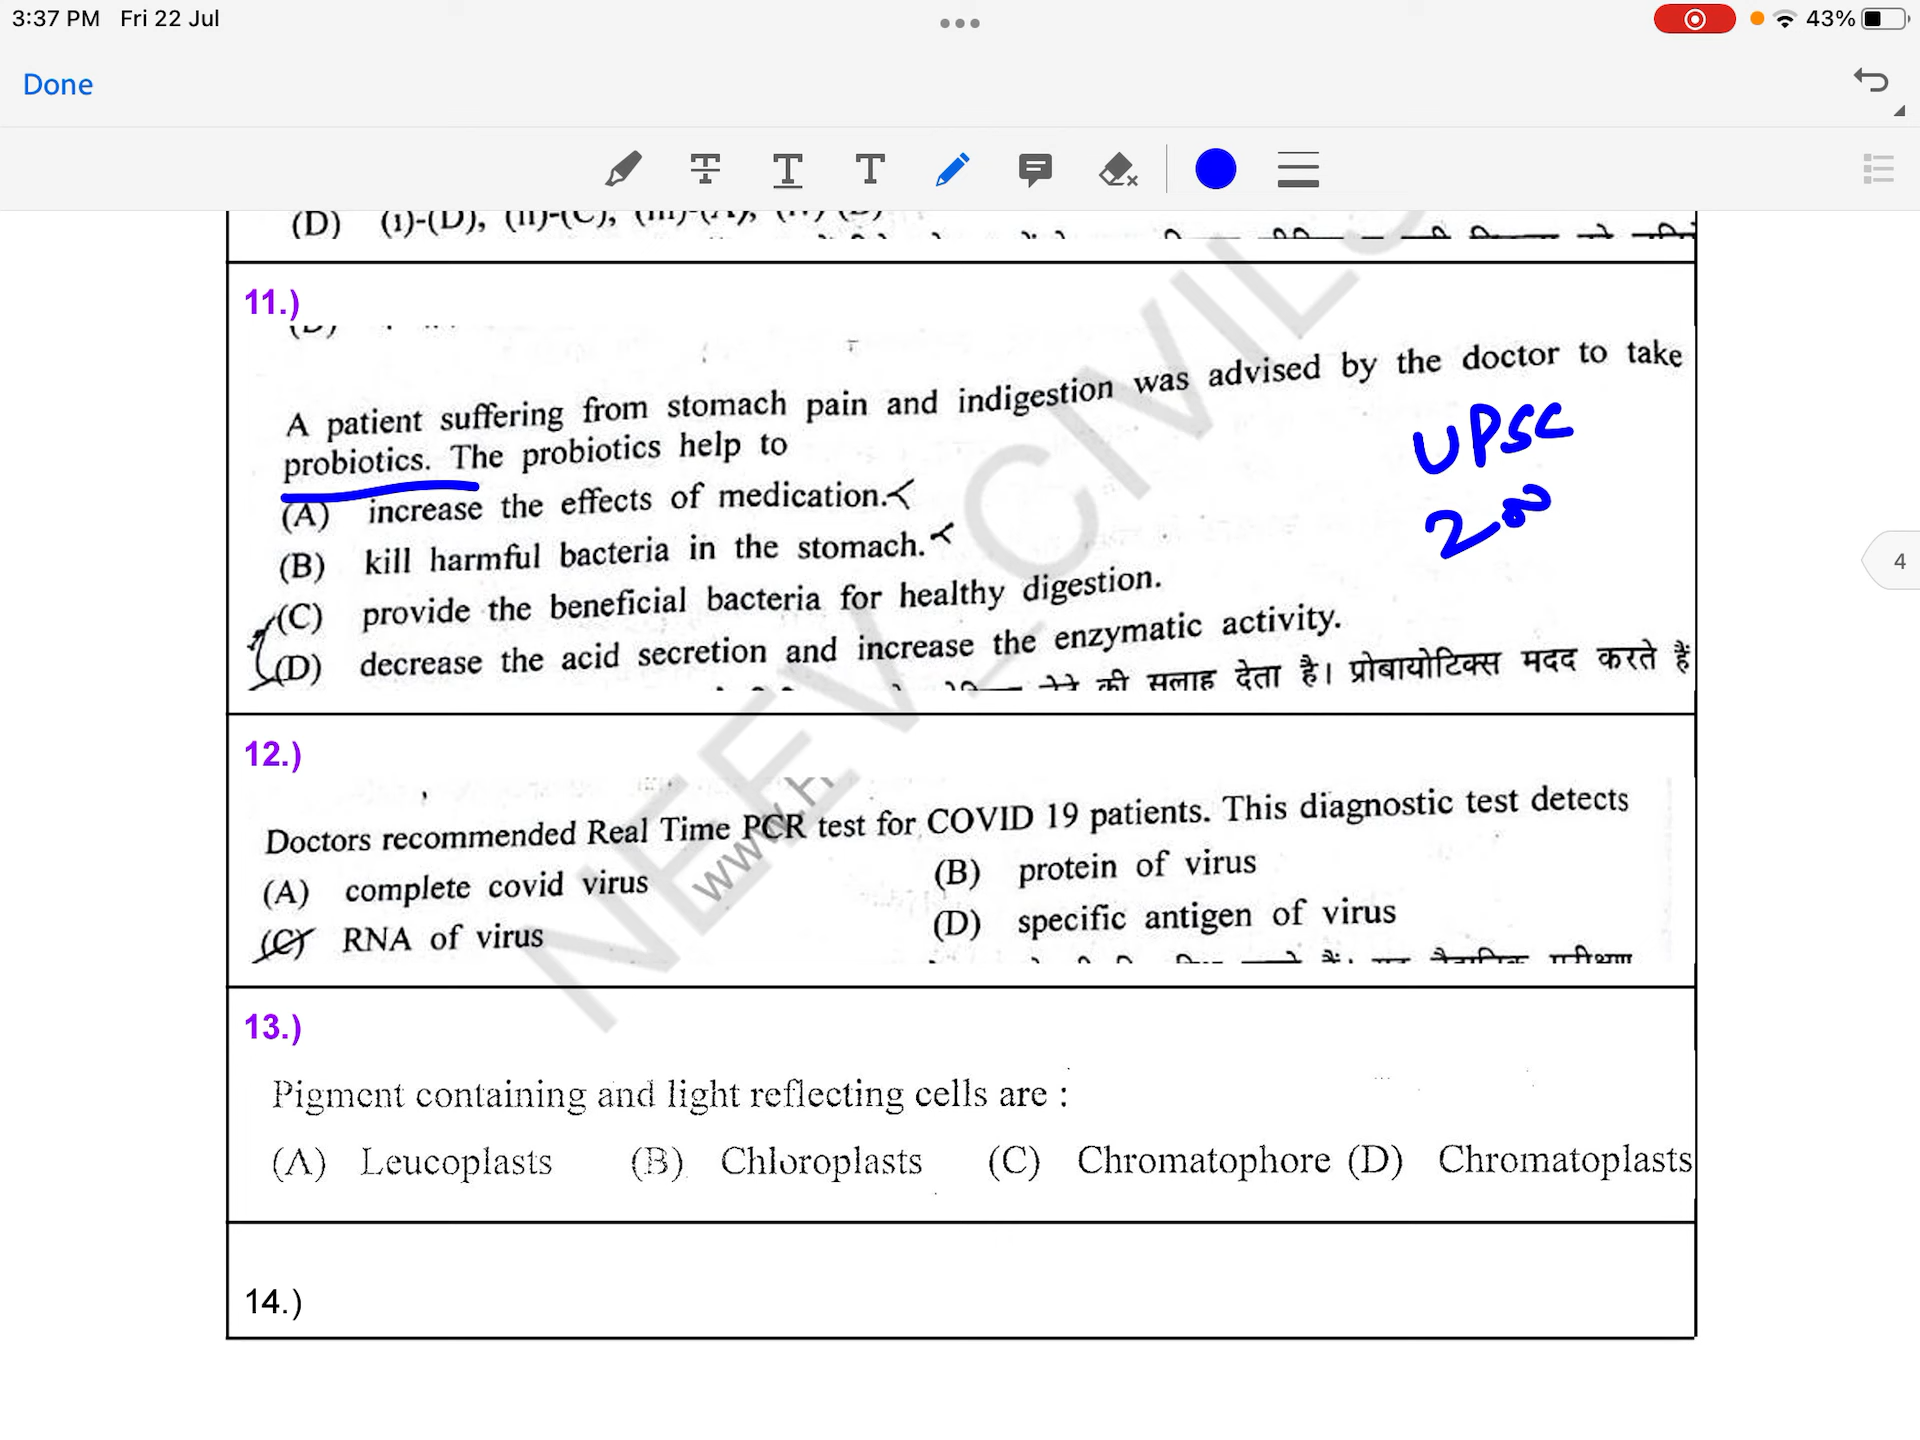 3:37 PM Fri 22 Jul
43%
Done
(D) (i)-(D), (ii)-(C), (iii)-(A),
11.)
A patient suffering from stomach pain and indigestion was advised by the doctor to take
probiotics. The probiotics help to
(A) increase the effects of medication.
(B) kill harmful bacteria in the stomach.
(C) provide the beneficial bacteria for healthy digestion.
(D) decrease the acid secretion and increase the enzymatic activity.
की सलाह देता है। प्रोबायोटिक्स मदद करते हैं
UPSC
4
12.)
Doctors recommended Real Time PCR test for COVID 19 patients. This diagnostic test detects
(A) complete covid virus (B) protein of virus
(C) RNA of virus (D) specific antigen of virus
13.)
Pigment containing and light reflecting cells are :
(A) Leucoplasts (B) Chloroplasts (C) Chromatophore (D) Chromatoplasts
14.)
NEEV_CIVILS
www.